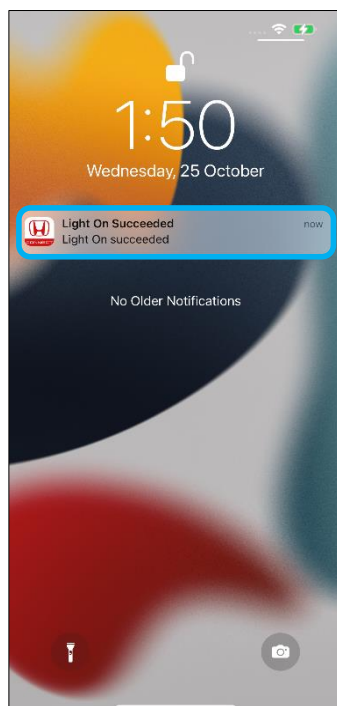 1:50
Wednesday, 25 October
Light On Succeeded now
Light On succeeded
No Older Notifications